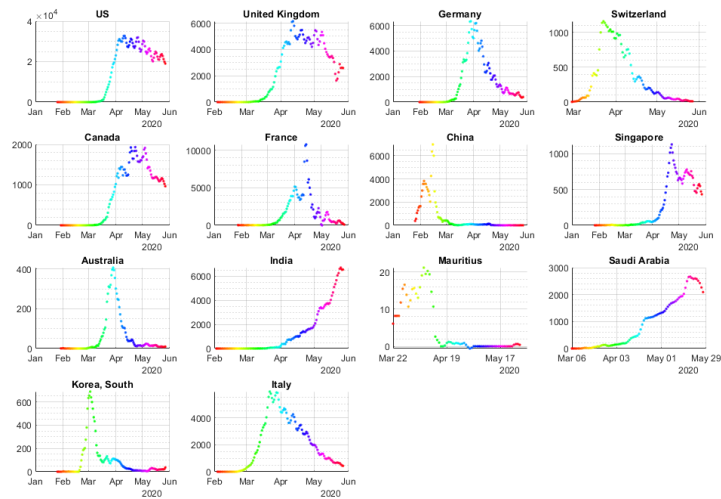 US
×10⁴
4
2
0
Jan Feb Mar Apr May Jun
2020
United Kingdom
6000
4000
2000
0
Feb Mar Apr May Jun
2020
Germany
6000
4000
2000
0
Jan Feb Mar Apr May Jun
2020
Switzerland
1000
500
0
Mar Apr May Jun
2020
Canada
2000
1000
0
Jan Feb Mar Apr May Jun
2020
France
10000
5000
0
Jan Feb Mar Apr May Jun
2020
China
6000
4000
2000
0
Jan Feb Mar Apr May Jun
2020
Singapore
1000
500
0
Jan Feb Mar Apr May Jun
2020
Australia
400
200
0
Jan Feb Mar Apr May Jun
2020
India
6000
4000
2000
0
Feb Mar Apr May Jun
2020
Mauritius
20
10
0
Mar 22 Apr 19 May 17
2020
Saudi Arabia
3000
2000
1000
0
Mar 06 Apr 03 May 01 May 29
2020
Korea, South
600
400
200
0
Jan Feb Mar Apr May Jun
2020
Italy
4000
2000
0
Feb Mar Apr May Jun
2020